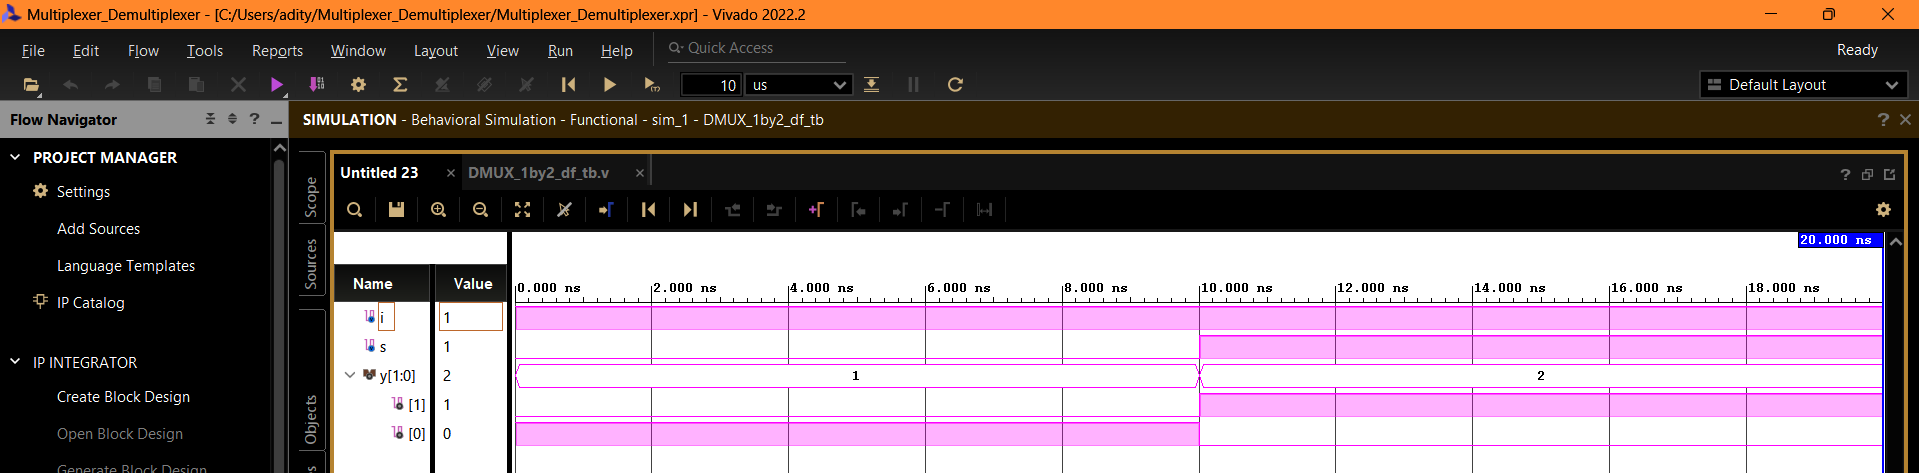 Multiplexer_Demultiplexer - [C:/Users/adity/Multiplexer_Demultiplexer/Multiplexer_Demultiplexer.xpr] - Vivado 2022.2
File Edit Flow Tools Reports Window Layout View Run Help Quick Access Ready
10 us Default Layout
Flow Navigator
SIMULATION - Behavioral Simulation - Functional - sim_1 - DMUX_1by2_df_tb
PROJECT MANAGER
Settings
Add Sources
Language Templates
IP Catalog
IP INTEGRATOR
Create Block Design
Open Block Design
Generate Block Design
Scope
Sources
Objects
Untitled 23 DMUX_1by2_df_tb.v
20.000 ns
Name Value
0.000 ns 2.000 ns 4.000 ns 6.000 ns 8.000 ns 10.000 ns 12.000 ns 14.000 ns 16.000 ns 18.000 ns
i 1
s 1
y[1:0] 2 1 2
[1] 1
[0] 0